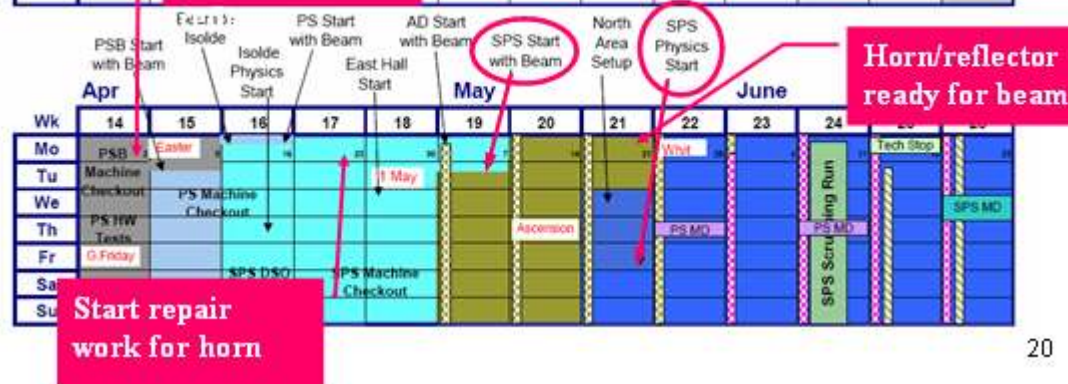 PSB Start
with Beam
Isolde
Isolde
Physics
Start
PS Start
with Beam
East Hall
Start
AD Start
with Beam
SPS Start
with Beam
North
Area
Setup
SPS
Physics
Start
Horn/reflector
ready for beam
Apr
May
June
Wk 14 15 16 17 18 19 20 21 22 23 24
Mo
Tu
We
Th
Fr
Sa
Su
PSB
Machine
Checkout
PS HW
Tests
G.Friday
Easter
PS Machine
Checkout
SPS DSO
SPS Machine
Checkout
1 May
Ascension
Whit
PS MD
SPS Scrubbing Run
PS MD
Tech Stop
SPS MD
Start repair
work for horn
20